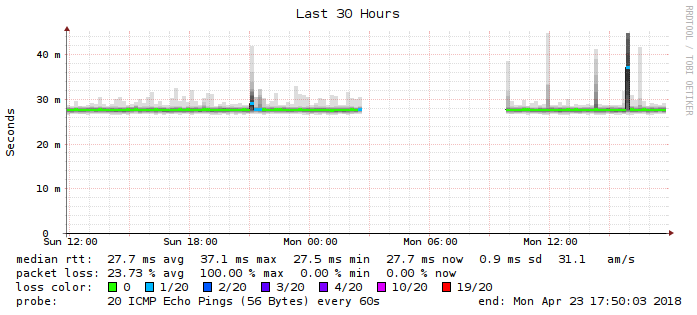 Last 30 Hours
RRDTOOL / TOBI OETIKER
Seconds
40 m
30 m
20 m
10 m
0
Sun 12:00 Sun 18:00 Mon 00:00 Mon 06:00 Mon 12:00
median rtt: 27.7 ms avg 37.1 ms max 27.5 ms min 27.7 ms now 0.9 ms sd 31.1 am/s
packet loss: 23.73 % avg 100.00 % max 0.00 % min 0.00 % now
loss color: 0 1/20 2/20 3/20 4/20 10/20 19/20
probe: 20 ICMP Echo Pings (56 Bytes) every 60s end: Mon Apr 23 17:50:03 2018